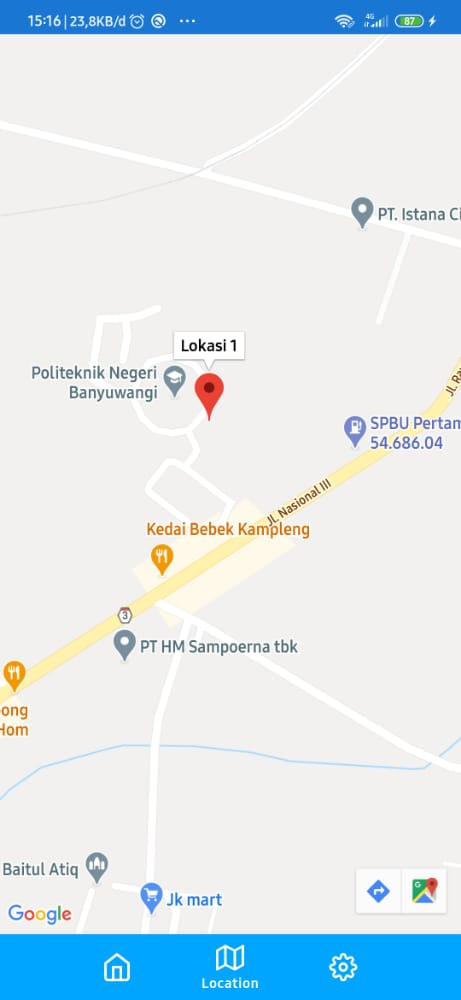 15:16 | 23,8KB/d
4G
87
PT. Istana Ci
Lokasi 1
Politeknik Negeri
Banyuwangi
Jl. Ra
SPBU Pertam
54.686.04
Jl. Nasional III
Kedai Bebek Kampleng
3
PT HM Sampoerna tbk
ong
Hom
Baitul Atiq
Jk mart
Google
G
Location